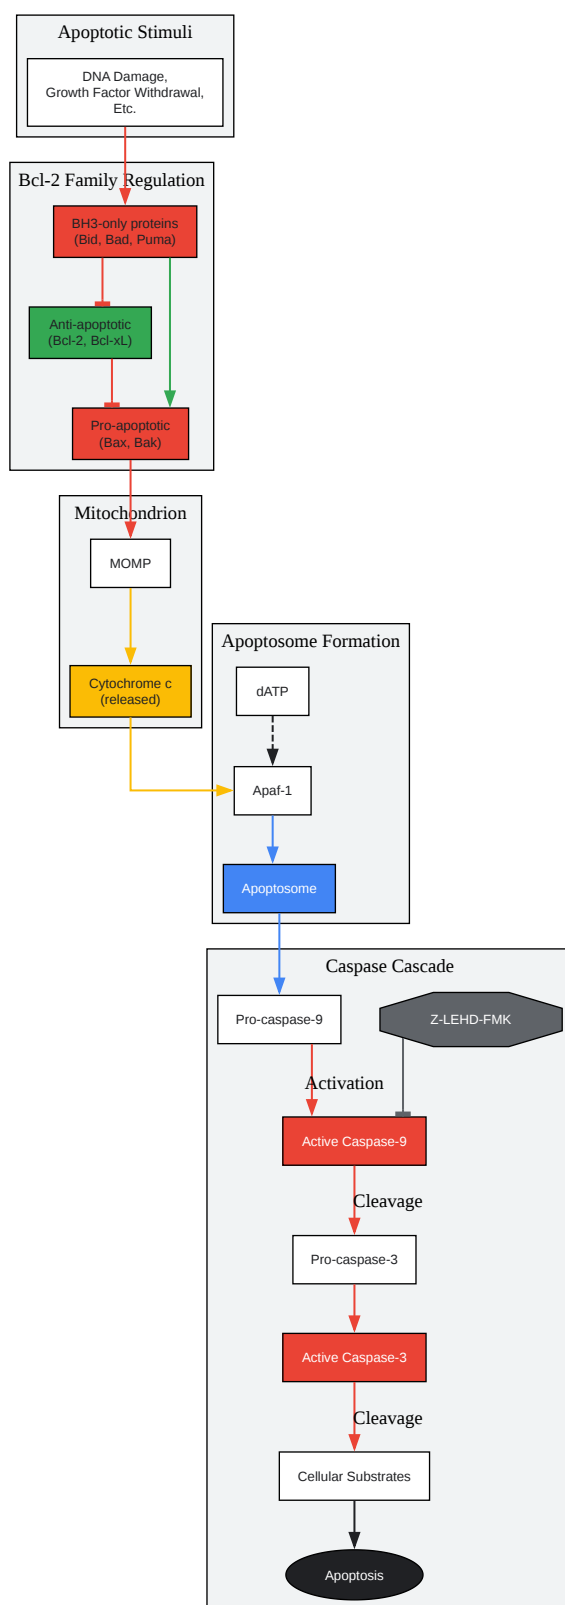 Apoptotic Stimuli
DNA Damage,
Growth Factor Withdrawal,
Etc.
Bcl-2 Family Regulation
BH3-only proteins
(Bid, Bad, Puma)
Anti-apoptotic
(Bcl-2, Bcl-xL)
Pro-apoptotic
(Bax, Bak)
Mitochondrion
MOMP
Cytochrome c
(released)
Apoptosome Formation
dATP
Apaf-1
Apoptosome
Caspase Cascade
Pro-caspase-9
Z-LEHD-FMK
Activation
Active Caspase-9
Cleavage
Pro-caspase-3
Active Caspase-3
Cleavage
Cellular Substrates
Apoptosis